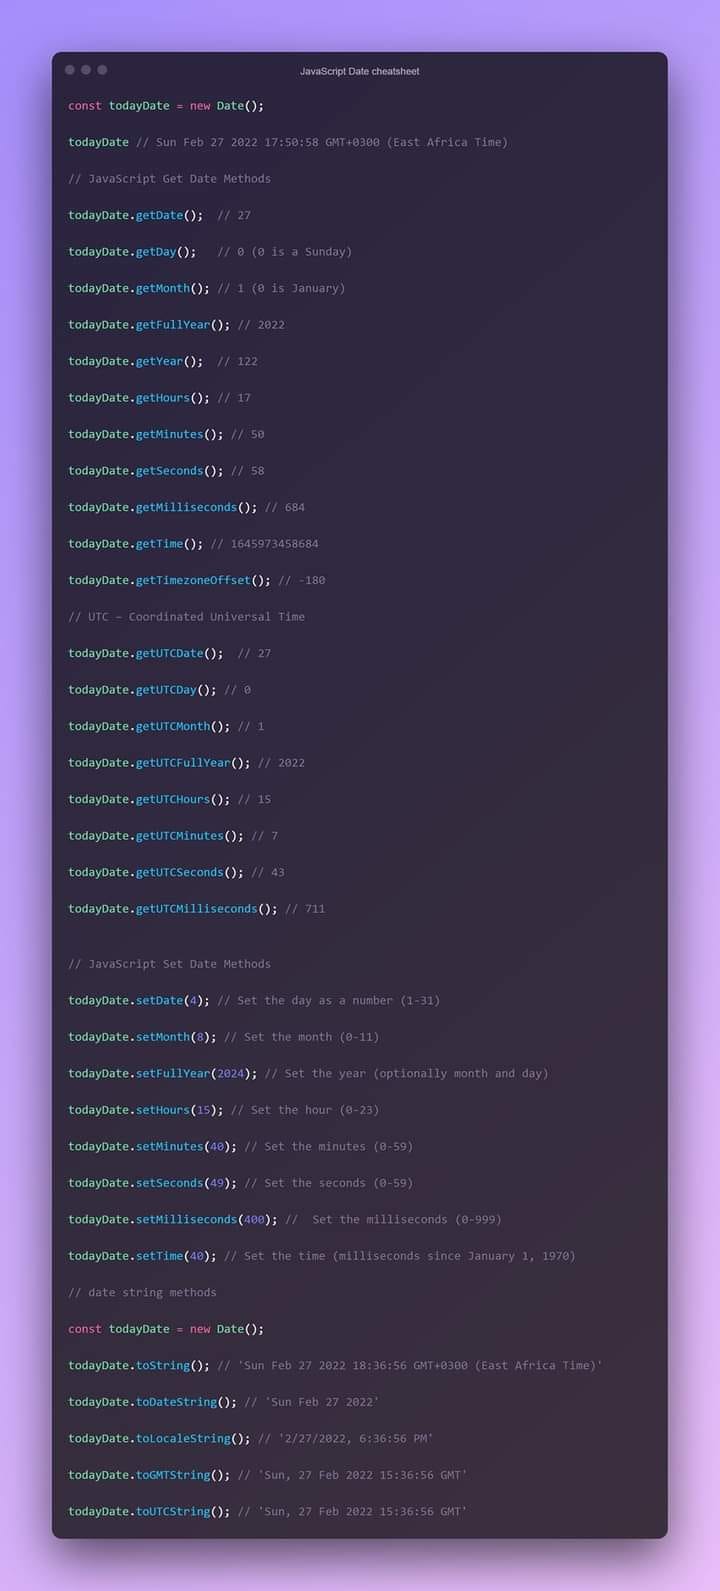 JavaScript Date cheatsheet
const todayDate = new Date();
todayDate // Sun Feb 27 2022 17:50:58 GMT+0300 (East Africa Time)
// JavaScript Get Date Methods
todayDate.getDate();  // 27
todayDate.getDay();   // 0 (0 is a Sunday)
todayDate.getMonth(); // 1 (0 is January)
todayDate.getFullYear(); // 2022
todayDate.getYear();  // 122
todayDate.getHours(); // 17
todayDate.getMinutes(); // 50
todayDate.getSeconds(); // 58
todayDate.getMilliseconds(); // 684
todayDate.getTime(); // 1645973458684
todayDate.getTimezoneOffset(); // -180
// UTC – Coordinated Universal Time
todayDate.getUTCDate();  // 27
todayDate.getUTCDay(); // 0
todayDate.getUTCMonth(); // 1
todayDate.getUTCFullYear(); // 2022
todayDate.getUTCHours(); // 15
todayDate.getUTCMinutes(); // 7
todayDate.getUTCSeconds(); // 43
todayDate.getUTCMilliseconds(); // 711
// JavaScript Set Date Methods
todayDate.setDate(4); // Set the day as a number (1-31)
todayDate.setMonth(8); // Set the month (0-11)
todayDate.setFullYear(2024); // Set the year (optionally month and day)
todayDate.setHours(15); // Set the hour (0-23)
todayDate.setMinutes(40); // Set the minutes (0-59)
todayDate.setSeconds(49); // Set the seconds (0-59)
todayDate.setMilliseconds(400); //  Set the milliseconds (0-999)
todayDate.setTime(40); // Set the time (milliseconds since January 1, 1970)
// date string methods
const todayDate = new Date();
todayDate.toString(); // 'Sun Feb 27 2022 18:36:56 GMT+0300 (East Africa Time)'
todayDate.toDateString(); // 'Sun Feb 27 2022'
todayDate.toLocaleString(); // '2/27/2022, 6:36:56 PM'
todayDate.toGMTString(); // 'Sun, 27 Feb 2022 15:36:56 GMT'
todayDate.toUTCString(); // 'Sun, 27 Feb 2022 15:36:56 GMT'